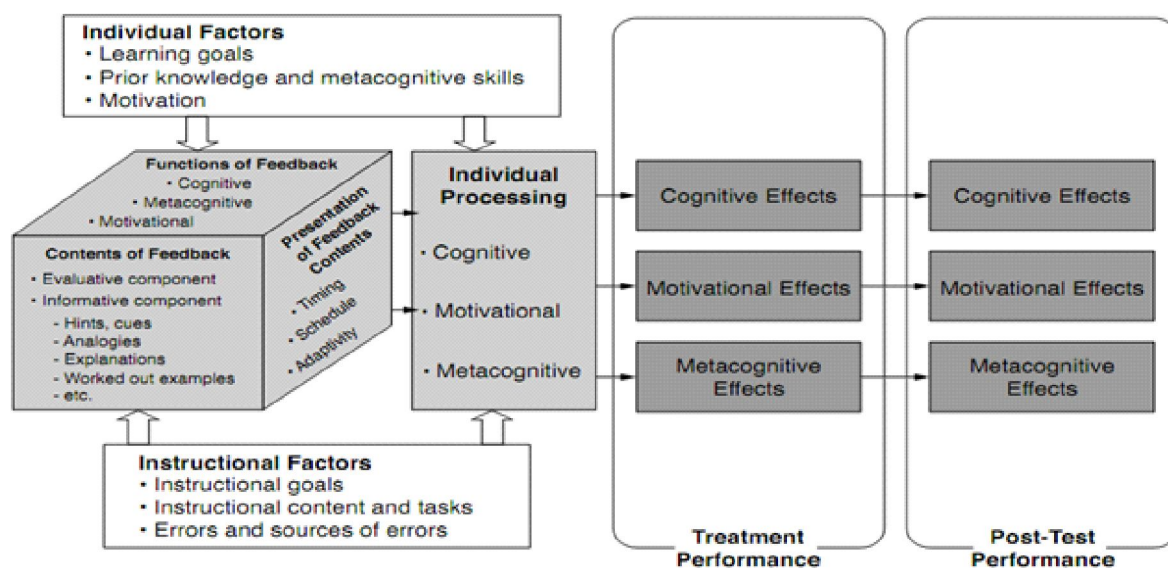 Individual Factors
• Learning goals
• Prior knowledge and metacognitive skills
• Motivation
Functions of Feedback
• Cognitive
• Metacognitive
• Motivational
Contents of Feedback
• Evaluative component
• Informative component
- Hints, cues
- Analogies
- Explanations
- Worked out examples
- etc.
Presentation
of Feedback
Contents
• Timing
• Schedule
• Adaptivity
Individual
Processing
• Cognitive
• Motivational
• Metacognitive
Instructional Factors
• Instructional goals
• Instructional content and tasks
• Errors and sources of errors
Cognitive Effects
Motivational Effects
Metacognitive
Effects
Treatment
Performance
Cognitive Effects
Motivational Effects
Metacognitive
Effects
Post-Test
Performance